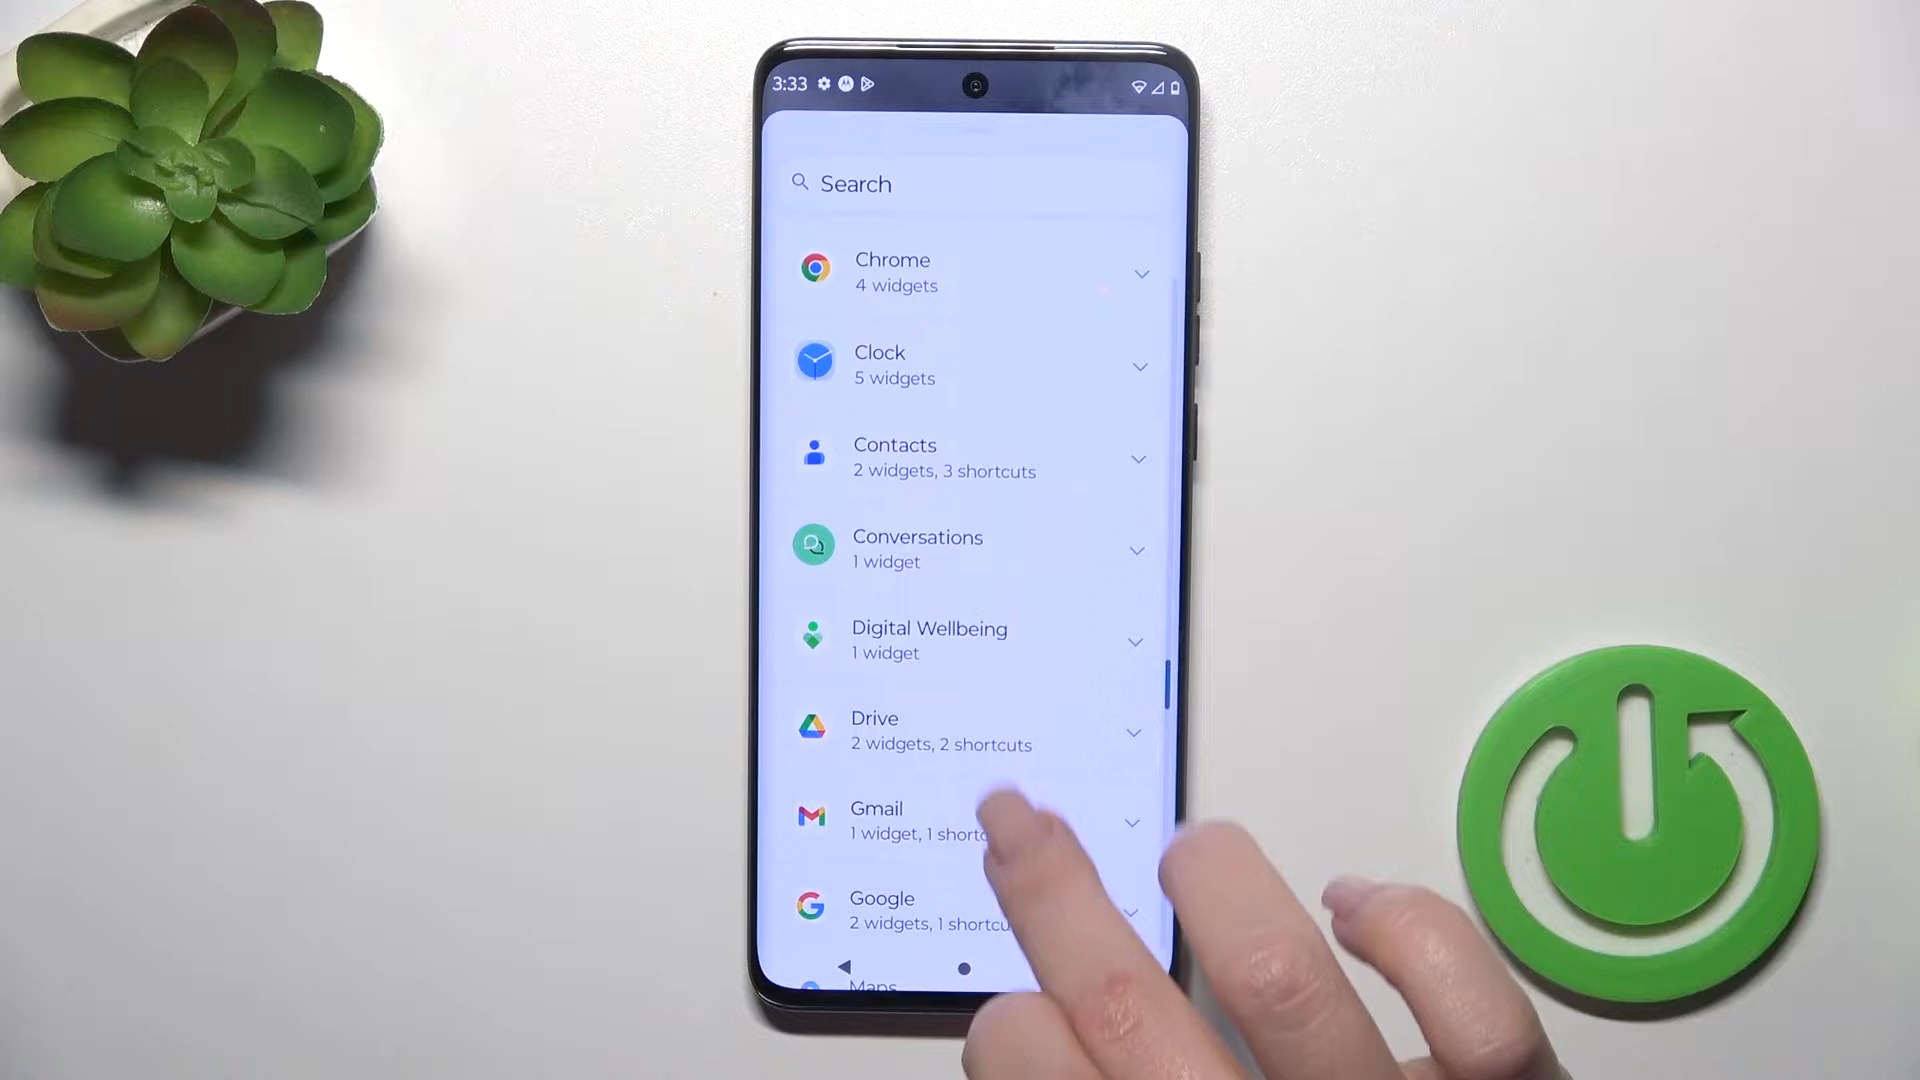 3:33
Search
Chrome
4 widgets
Clock
5 widgets
Contacts
2 widgets, 3 shortcuts
Conversations
1 widget
Digital Wellbeing
1 widget
Drive
2 widgets, 2 shortcuts
Gmail
1 widget, 1
Google
2 widgets, 1
Maps